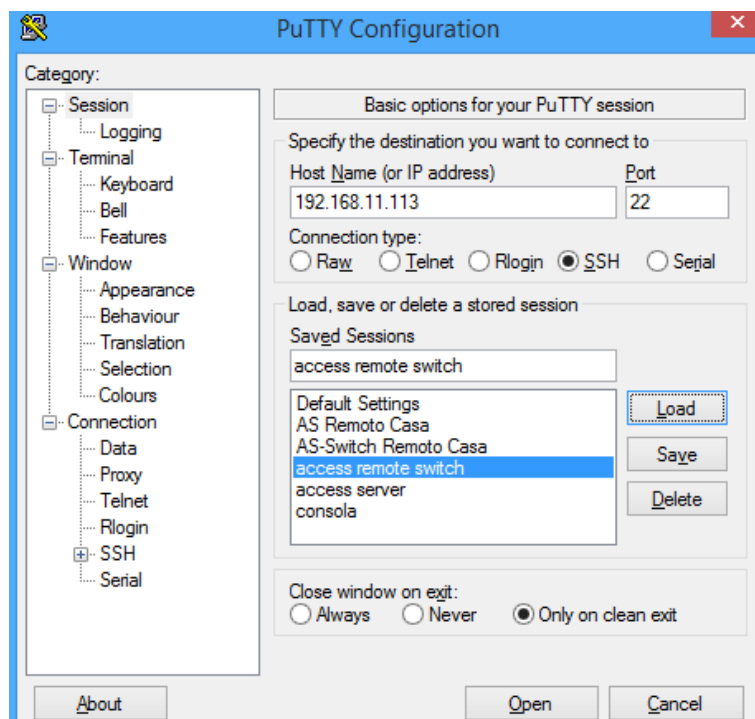 PuTTY Configuration
Category:
Session
Logging
Terminal
Keyboard
Bell
Features
Window
Appearance
Behaviour
Translation
Selection
Colours
Connection
Data
Proxy
Telnet
Rlogin
SSH
Serial
Basic options for your PuTTY session
Specify the destination you want to connect to
Host Name (or IP address) Port
192.168.11.113 22
Connection type:
Raw Telnet Rlogin SSH Serial
Load, save or delete a stored session
Saved Sessions
access remote switch
Default Settings
AS Remoto Casa
AS-Switch Remoto Casa
access remote switch
access server
consola
Load
Save
Delete
Close window on exit:
Always Never Only on clean exit
About Open Cancel